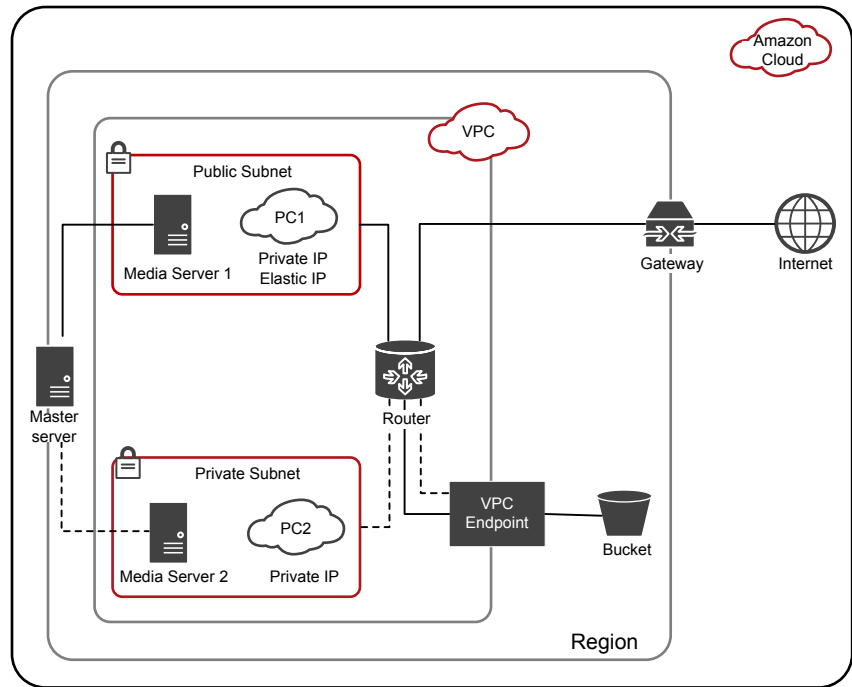 Amazon
Cloud
VPC
Public Subnet
PC1
Media Server 1
Private IP
Elastic IP
Gateway
Internet
Master
server
Router
Private Subnet
VPC
Endpoint
PC2
Bucket
Media Server 2
Private IP
Region